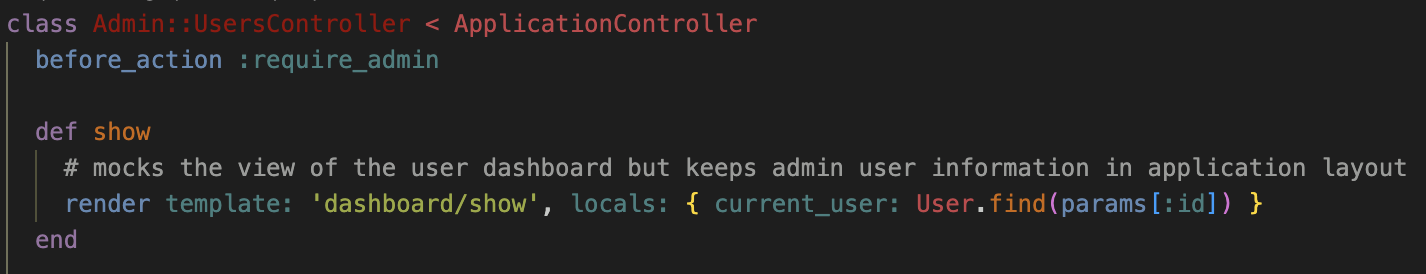 class Admin::UsersController < ApplicationController
  before_action :require_admin

  def show
    # mocks the view of the user dashboard but keeps admin user information in application layout
    render template: 'dashboard/show', locals: { current_user: User.find(params[:id]) }
  end